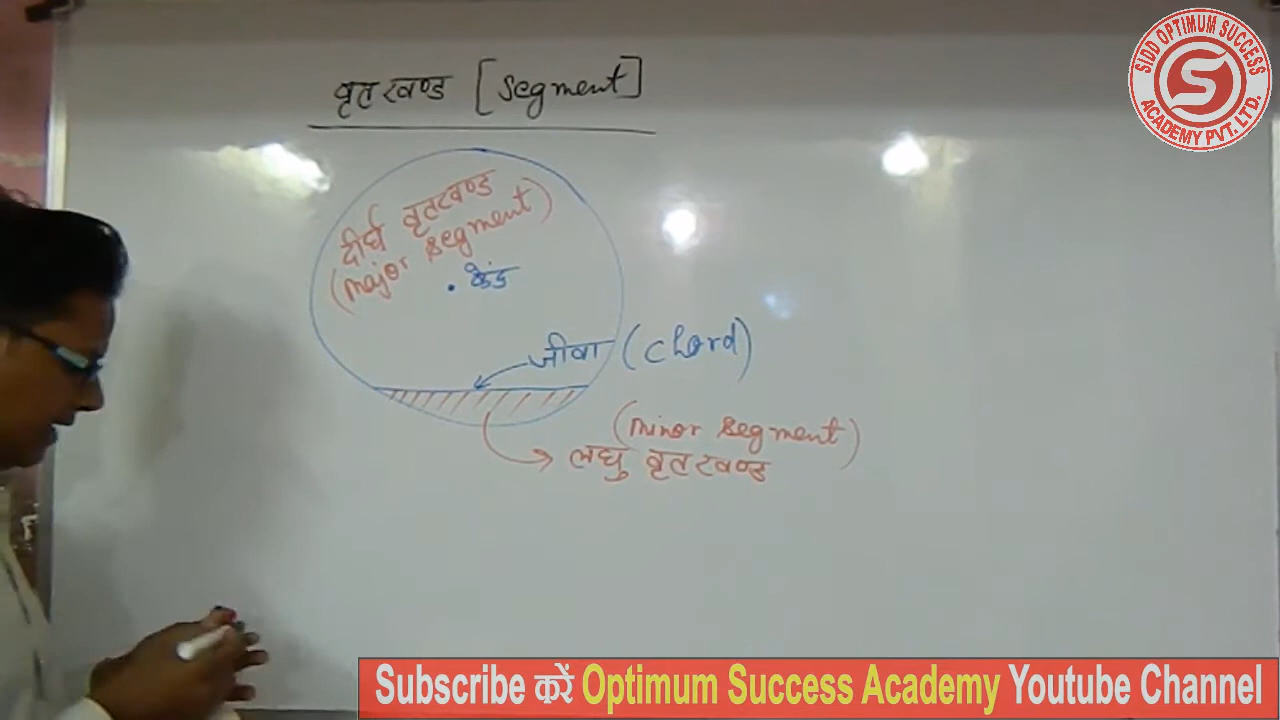 वृतखण्ड [segment]
दीर्घ वृतखण्ड
(major segment)
. केंद्र
जीवा (chord)
(minor segment)
लघु वृतखण्ड
SIDD OPTIMUM SUCCESS
ACADEMY PVT. LTD.
S
Subscribe करें Optimum Success Academy Youtube Channel